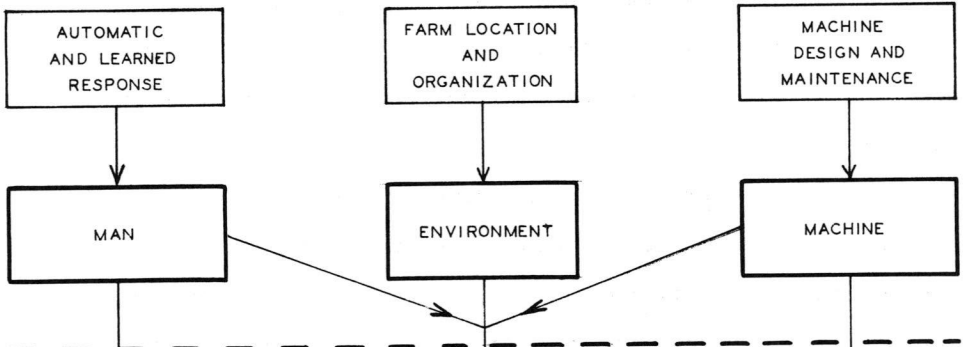 AUTOMATIC
AND LEARNED
RESPONSE
FARM LOCATION
AND
ORGANIZATION
MACHINE
DESIGN AND
MAINTENANCE
MAN
ENVIRONMENT
MACHINE